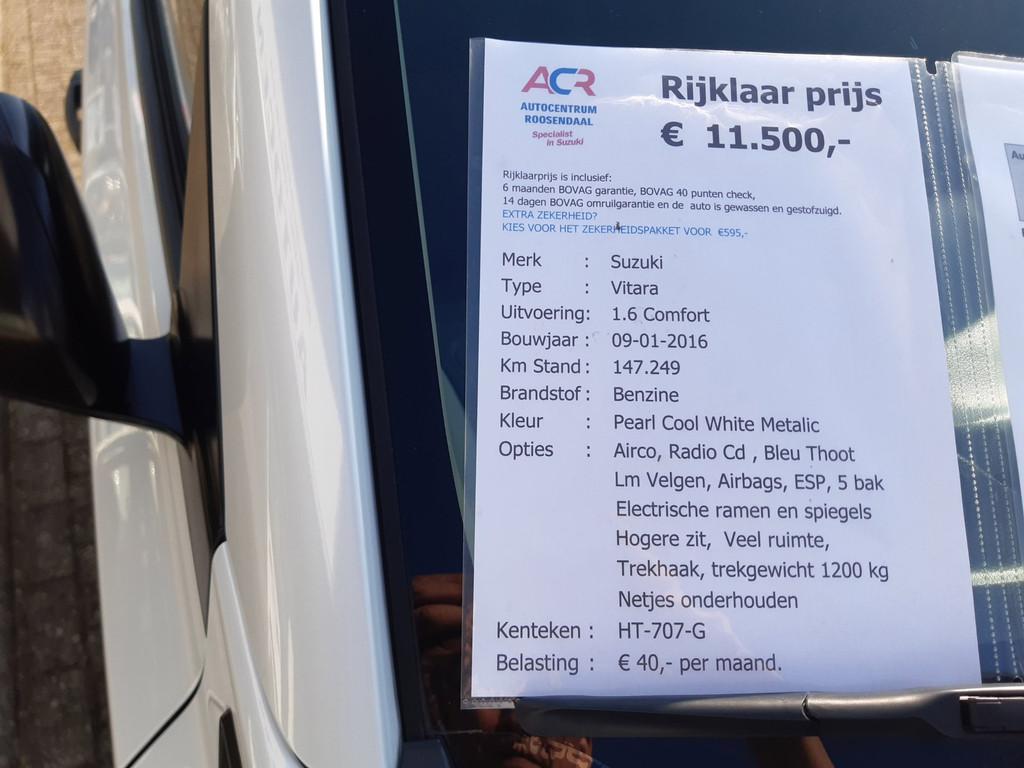 ACR
AUTOCENTRUM
ROOSENDAAL
Specialist
in Suzuki
Rijklaar prijs
€ 11.500,-
Rijklaarprijs is inclusief:
6 maanden BOVAG garantie, BOVAG 40 punten check,
14 dagen BOVAG omruilgarantie en de auto is gewassen en gestofzuigd.
EXTRA ZEKERHEID?
KIES VOOR HET ZEKERHEIDSPAKKET VOOR €595,-
Merk : Suzuki
Type : Vitara
Uitvoering: 1.6 Comfort
Bouwjaar : 09-01-2016
Km Stand : 147.249
Brandstof : Benzine
Kleur : Pearl Cool White Metalic
Opties : Airco, Radio Cd , Bleu Thoot
Lm Velgen, Airbags, ESP, 5 bak
Electrische ramen en spiegels
Hogere zit, Veel ruimte,
Trekhaak, trekgewicht 1200 kg
Netjes onderhouden
Kenteken : HT-707-G
Belasting : € 40,- per maand.